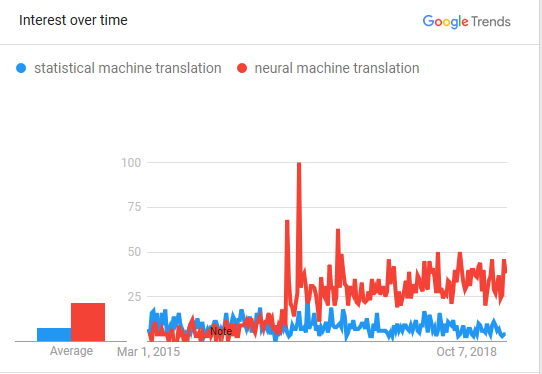 Interest over time
Google Trends
statistical machine translation
neural machine translation
100
75
50
25
Note
Average
Mar 1, 2015
Oct 7, 2018